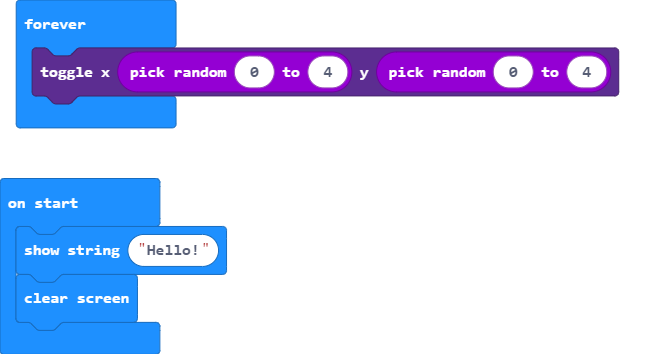 forever
toggle x pick random 0 to 4 y pick random 0 to 4
on start
show string "Hello!"
clear screen